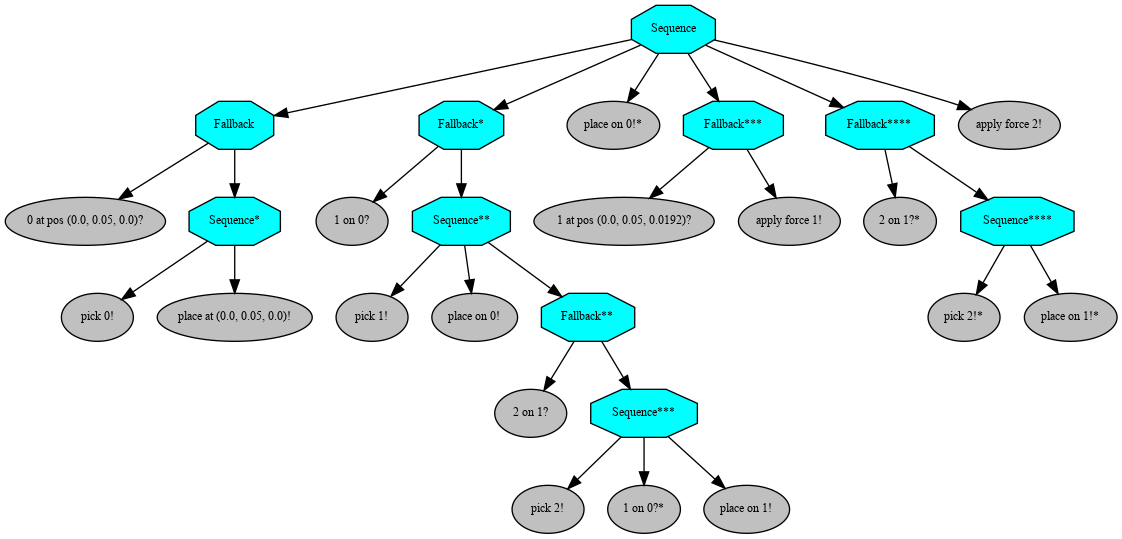 Sequence
Fallback
Fallback*
place on 0!*
Fallback***
Fallback****
apply force 2!
0 at pos (0.0, 0.05, 0.0)?
Sequence*
1 on 0?
Sequence**
1 at pos (0.0, 0.05, 0.0192)?
apply force 1!
2 on 1?*
Sequence****
pick 0!
place at (0.0, 0.05, 0.0)!
pick 1!
place on 0!
Fallback**
pick 2!*
place on 1!*
2 on 1?
Sequence***
pick 2!
1 on 0?*
place on 1!